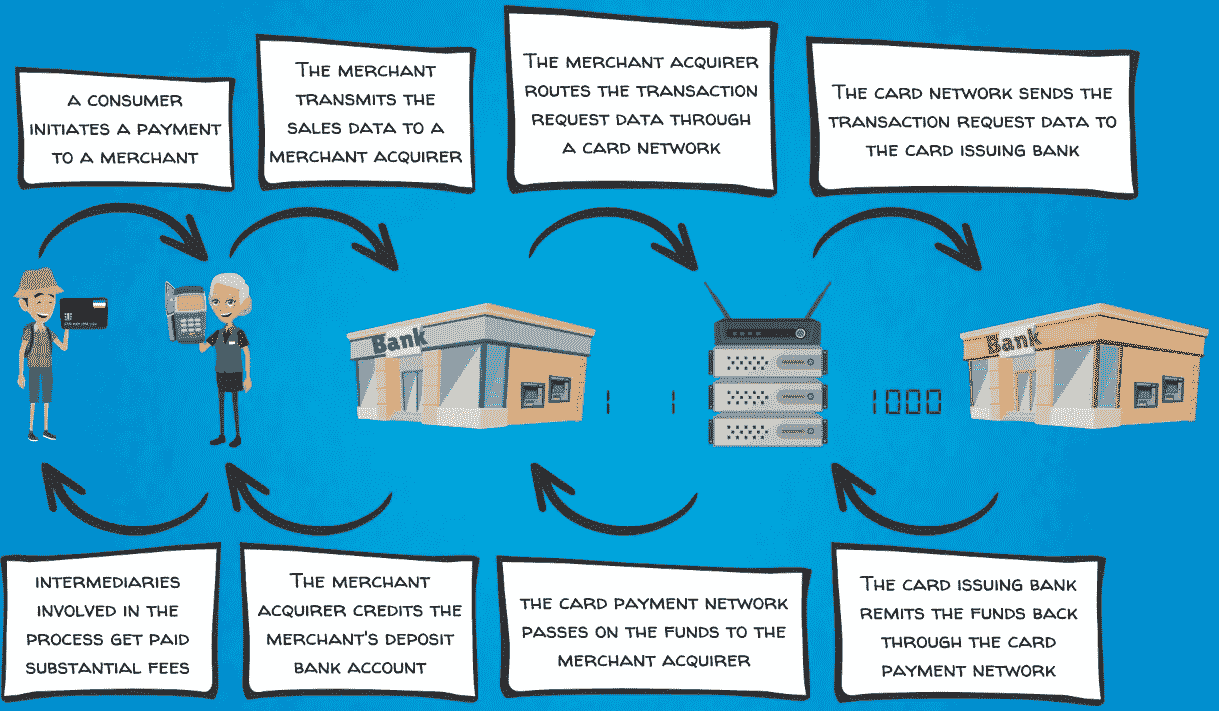 A CONSUMER
INITIATES A PAYMENT
TO A MERCHANT
THE MERCHANT
TRANSMITS THE
SALES DATA TO A
MERCHANT ACQUIRER
THE MERCHANT ACQUIRER
ROUTES THE TRANSACTION
REQUEST DATA THROUGH
A CARD NETWORK
THE CARD NETWORK SENDS THE
TRANSACTION REQUEST DATA TO
THE CARD ISSUING BANK
Bank
1 1
1000
Bank
INTERMEDIARIES
INVOLVED IN THE
PROCESS GET PAID
SUBSTANTIAL FEES
THE MERCHANT
ACQUIRER CREDITS THE
MERCHANT'S DEPOSIT
BANK ACCOUNT
THE CARD PAYMENT NETWORK
PASSES ON THE FUNDS TO THE
MERCHANT ACQUIRER
THE CARD ISSUING BANK
REMITS THE FUNDS BACK
THROUGH THE CARD
PAYMENT NETWORK